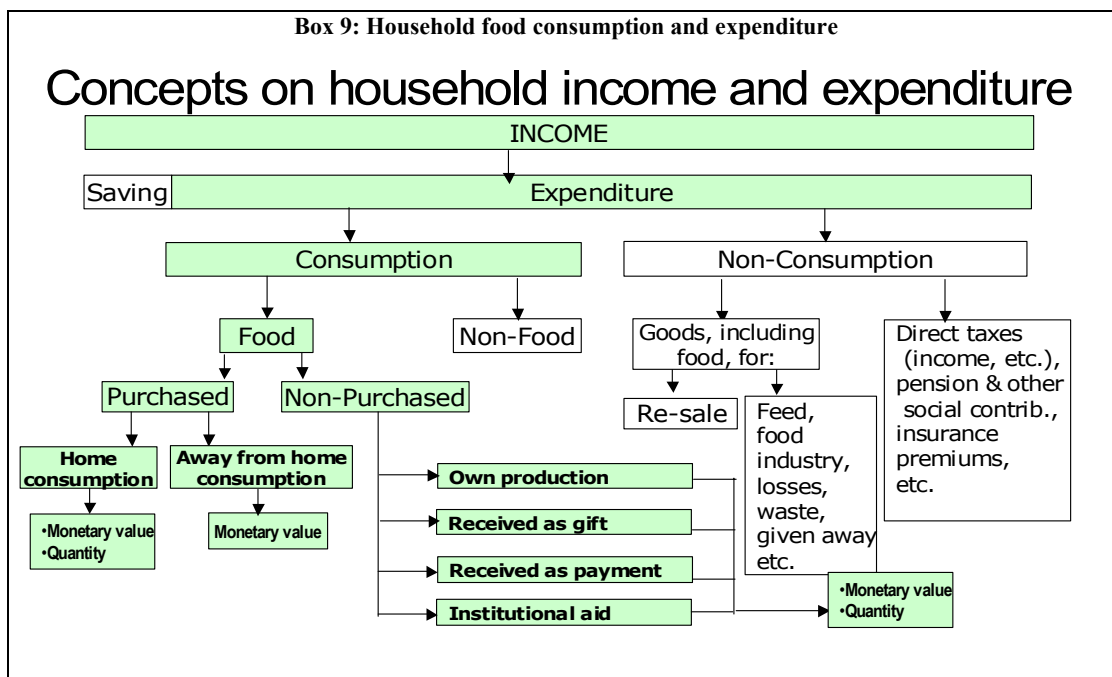 Box 9: Household food consumption and expenditure
Concepts on household income and expenditure
INCOME
Saving
Expenditure
Consumption
Non-Consumption
Food
Non-Food
Goods, including
food, for:
Direct taxes
(income, etc.),
pension & other
social contrib.,
insurance
premiums,
etc.
Purchased
Non-Purchased
Re-sale
Feed,
food
industry,
losses,
waste,
given away
etc.
Home
consumption
Away from home
consumption
•Monetary value
•Quantity
Monetary value
Own production
Received as gift
Received as payment
Institutional aid
•Monetary value
•Quantity